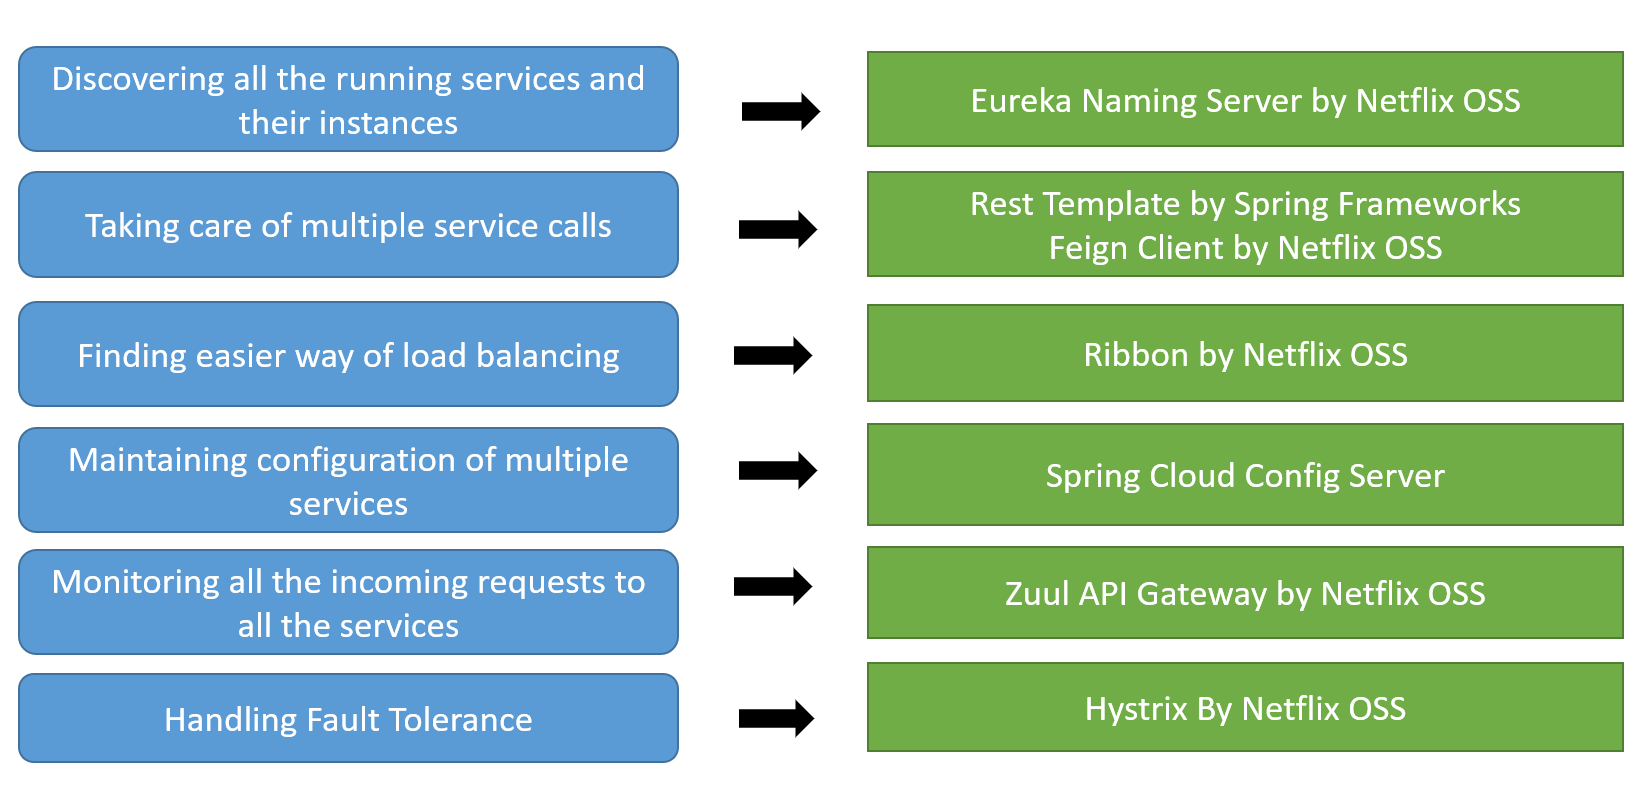 Discovering all the running services and
their instances
Eureka Naming Server by Netflix OSS
Taking care of multiple service calls
Rest Template by Spring Frameworks
Feign Client by Netflix OSS
Finding easier way of load balancing
Ribbon by Netflix OSS
Maintaining configuration of multiple
services
Spring Cloud Config Server
Monitoring all the incoming requests to
all the services
Zuul API Gateway by Netflix OSS
Handling Fault Tolerance
Hystrix By Netflix OSS